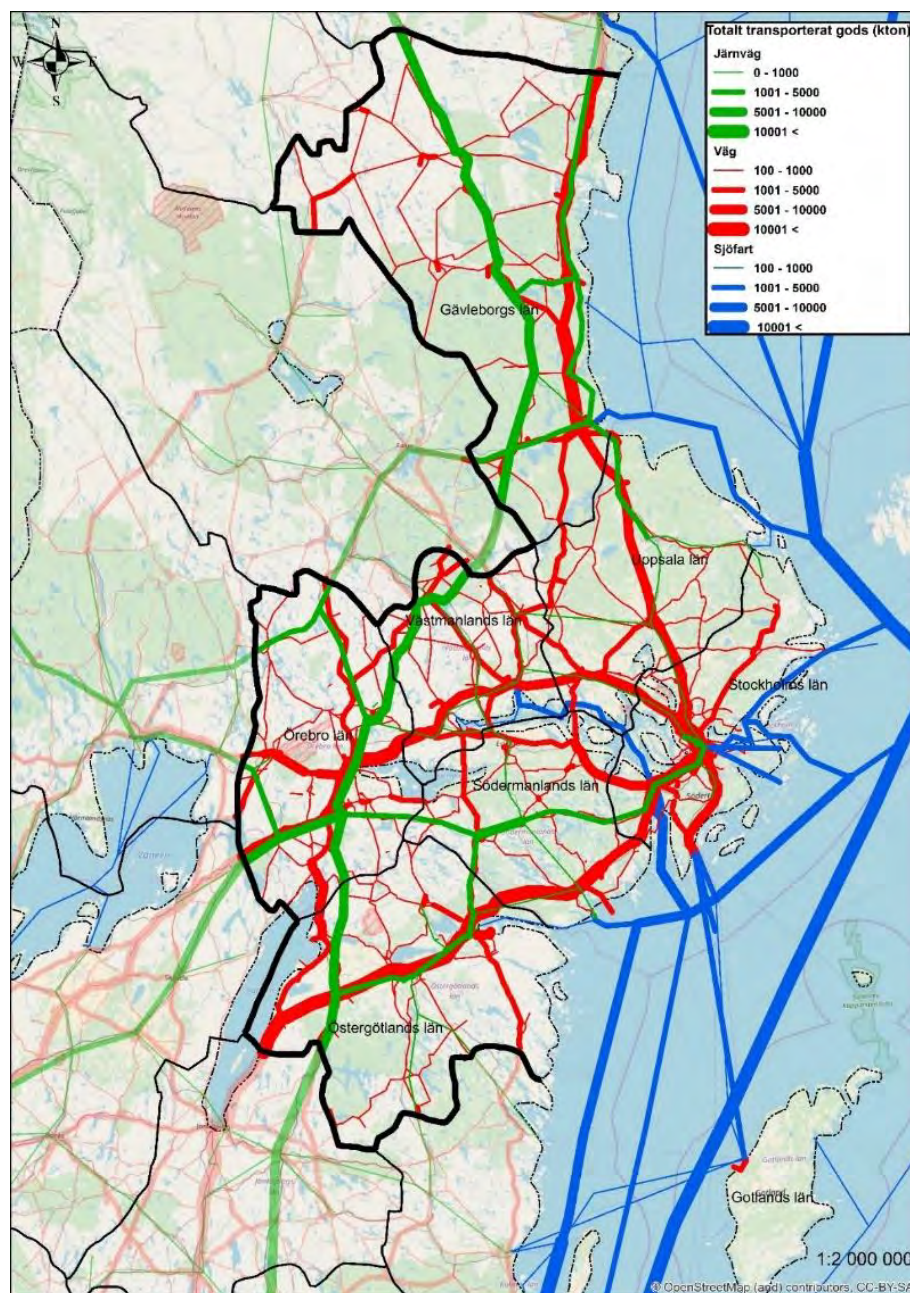 N
W
E
S
Totalt transporterat gods (kton)
Järnväg
0 - 1000
1001 - 5000
5001 - 10000
10001 <
Väg
100 - 1000
1001 - 5000
5001 - 10000
10001 <
Sjöfart
100 - 1000
1001 - 5000
5001 - 10000
10001 <
Gävleborgs län
Uppsala län
Västmanlands län
Stockholms län
Örebro län
Södermanlands län
Östergötlands län
Gotlands län
1:2 000 000
© OpenStreetMap (and) contributors, CC-BY-SA